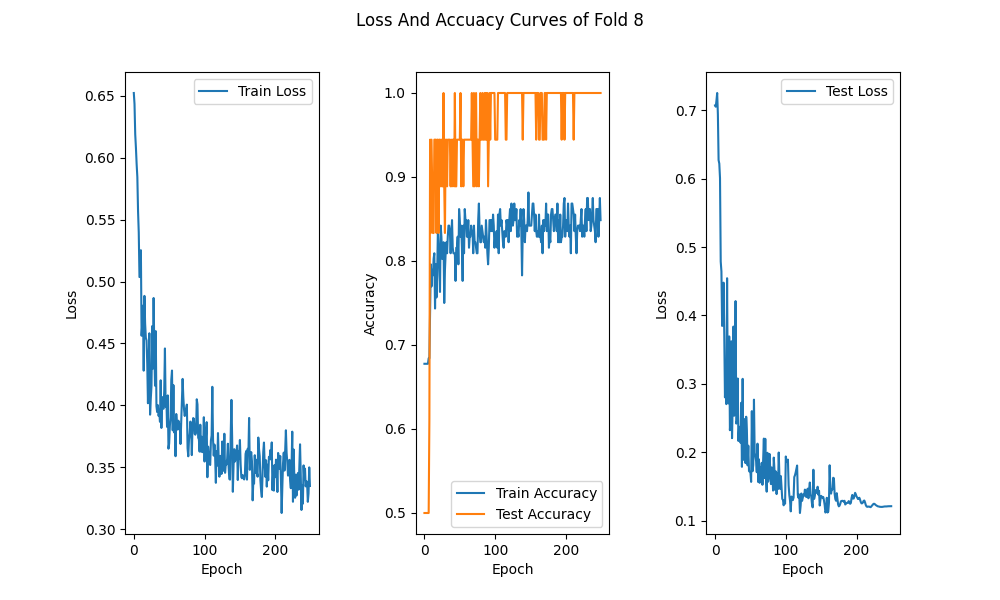 Loss And Accuacy Curves of Fold 8
Train Loss
0.65
0.60
0.55
0.50
0.45
0.40
0.35
0.30
Loss
0 100 200
Epoch
1.0
0.9
0.8
0.7
0.6
0.5
Accuracy
Train Accuracy
Test Accuracy
0 100 200
Epoch
Test Loss
0.7
0.6
0.5
0.4
0.3
0.2
0.1
Loss
0 100 200
Epoch